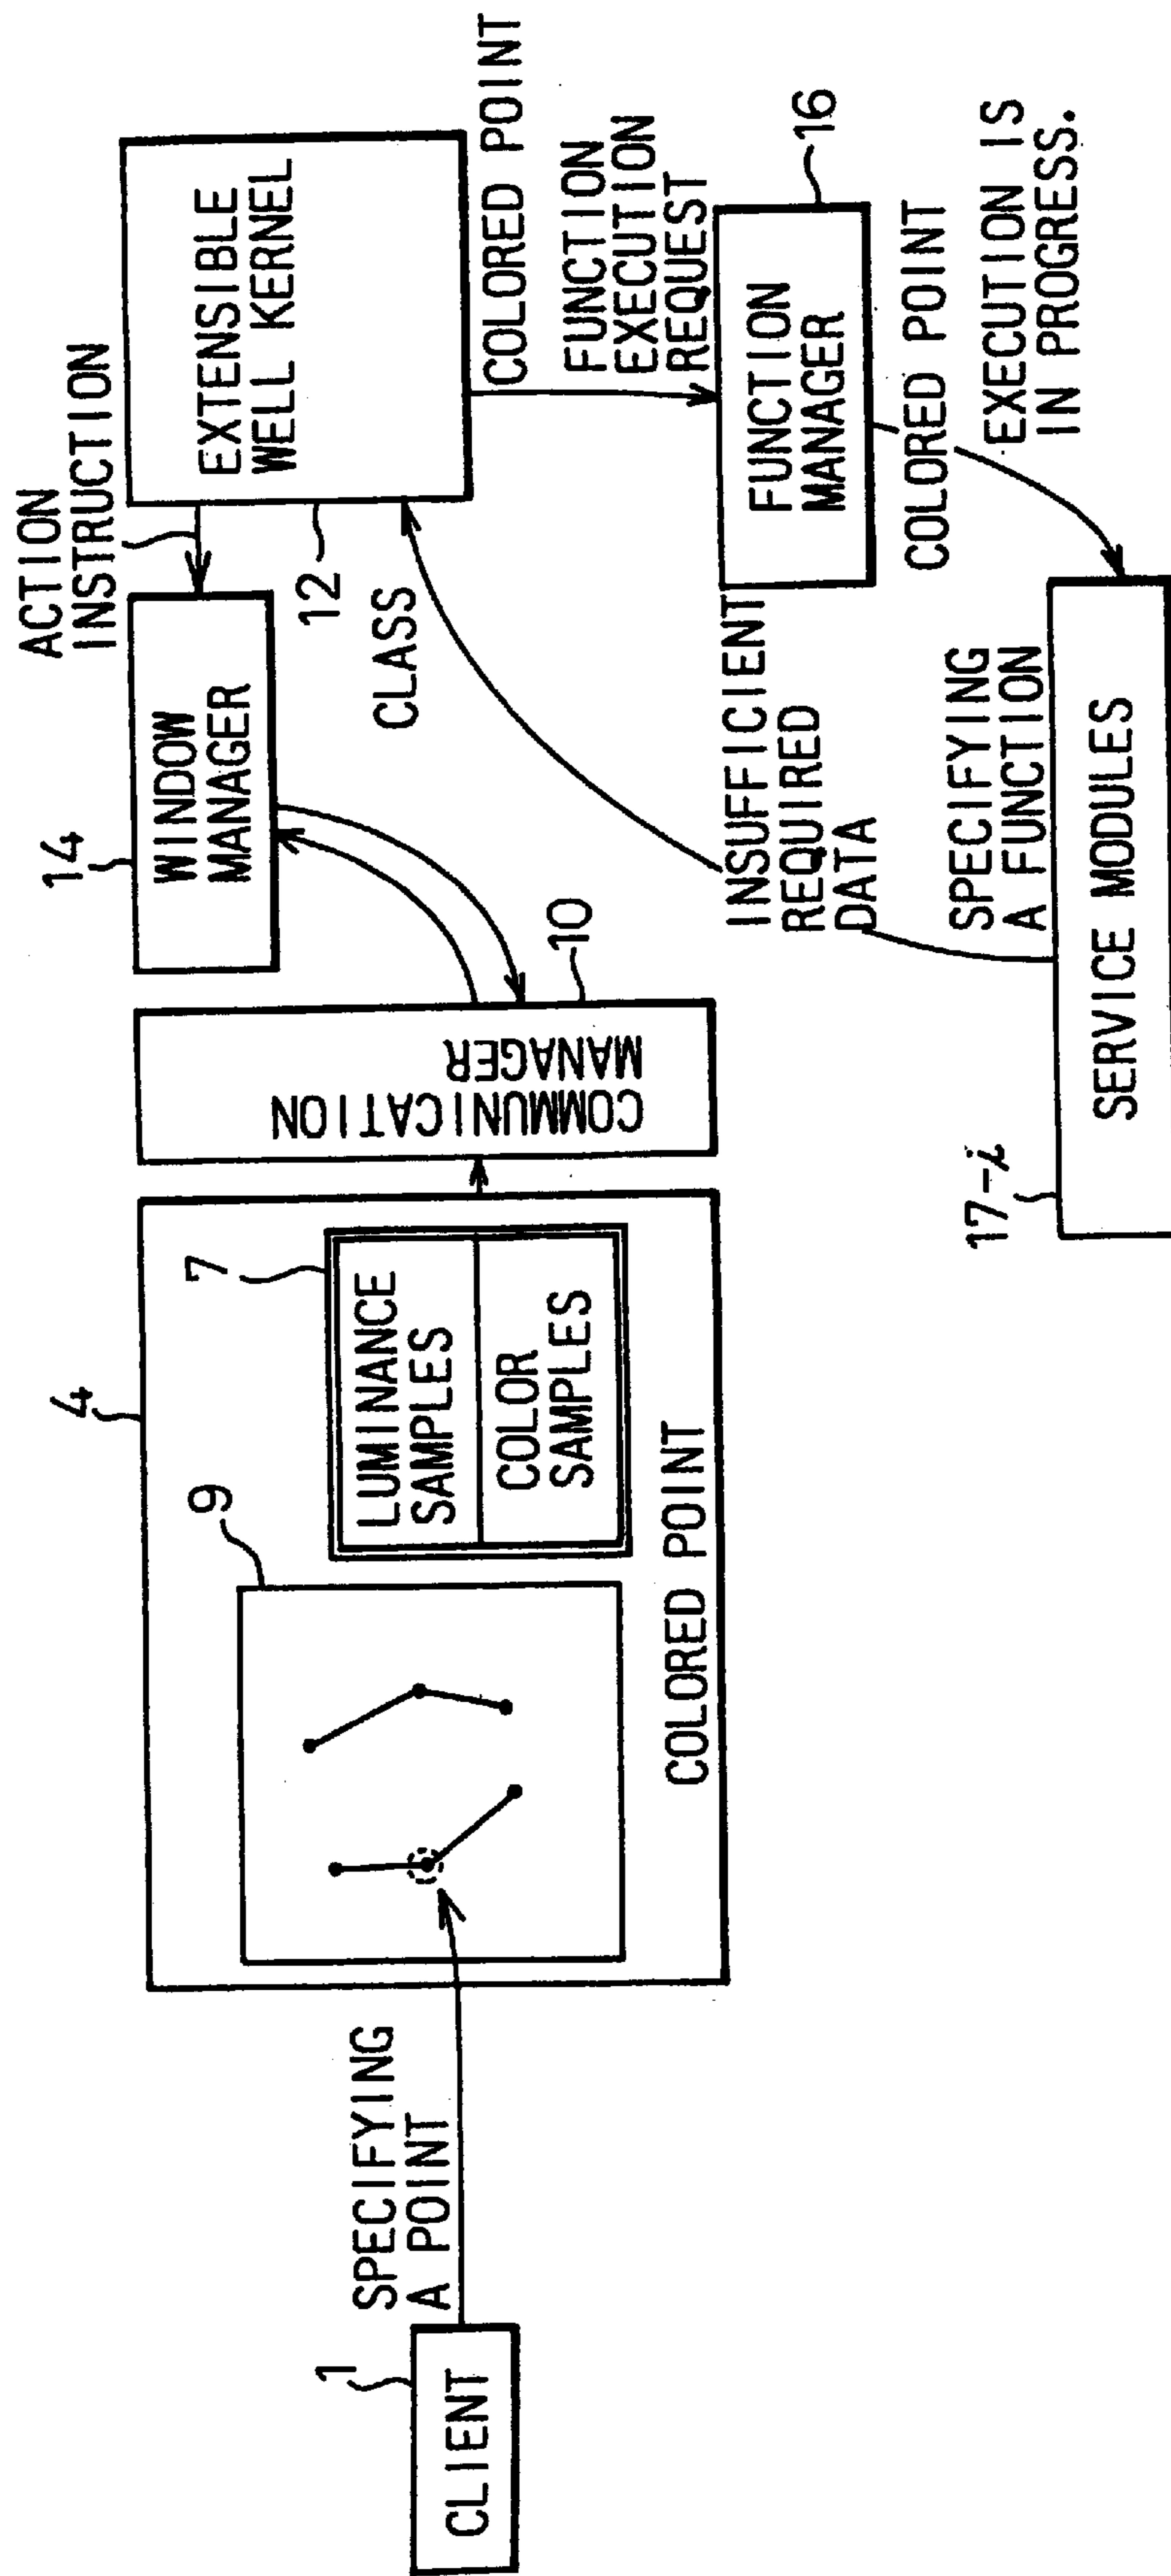 1
CLIENT
SPECIFYING
A POINT
4
9
7
LUMINANCE
SAMPLES
COLOR
SAMPLES
COLORED POINT
COMMUNICATION
MANAGER
10
14
WINDOW
MANAGER
ACTION
INSTRUCTION
EXTENSIBLE
WELL KERNEL
12
CLASS
COLORED POINT
FUNCTION
EXECUTION
REQUEST
16
FUNCTION
MANAGER
COLORED POINT
EXECUTION IS
IN PROGRESS.
INSUFFICIENT
REQUIRED
DATA
SPECIFYING
A FUNCTION
17-i
SERVICE MODULES